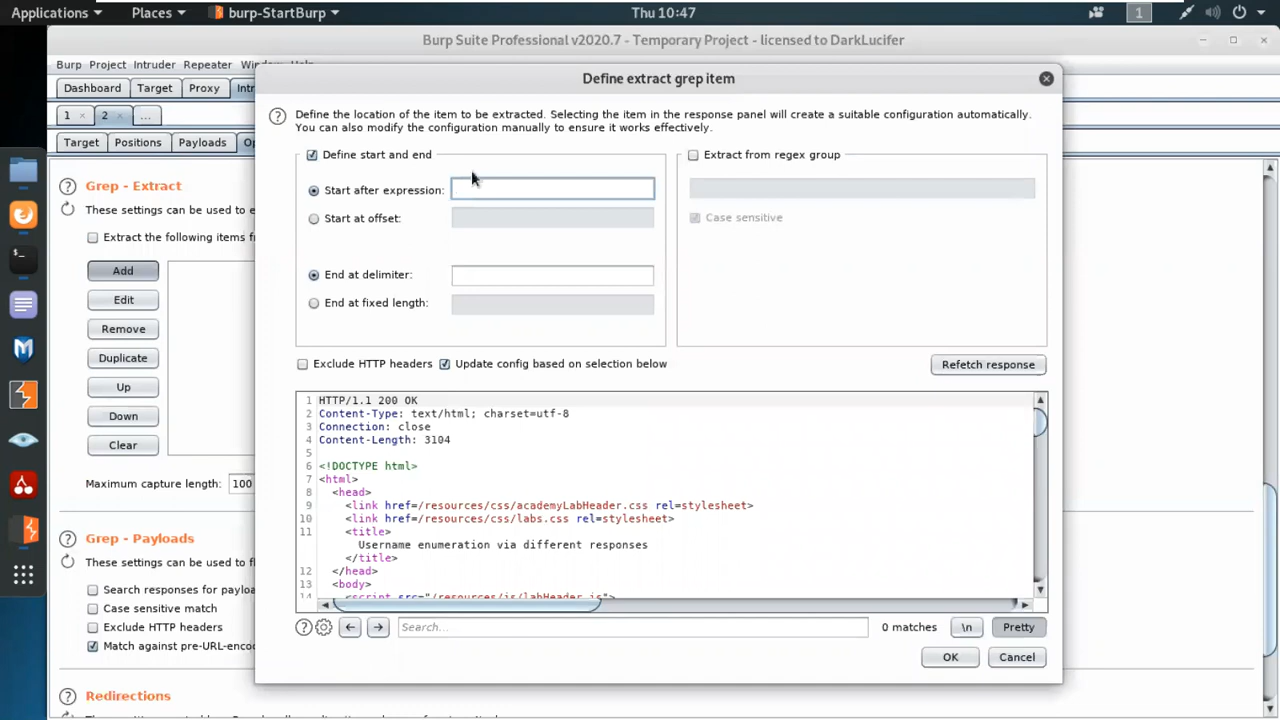 Applications Places burp-StartBurp Thu 10:47 1
Burp Suite Professional v2020.7 - Temporary Project - licensed to DarkLucifer
Burp Project Intruder Repeater
Define extract grep item
Dashboard Target Proxy
1 × 2 × ...
Target Positions Payloads
Define the location of the item to be extracted. Selecting the item in the response panel will create a suitable configuration automatically.
You can also modify the configuration manually to ensure it works effectively.
Define start and end
Extract from regex group
Start after expression:
Start at offset:
Case sensitive
End at delimiter:
End at fixed length:
Exclude HTTP headers Update config based on selection below Refetch response
1 HTTP/1.1 200 OK
2 Content-Type: text/html; charset=utf-8
3 Connection: close
4 Content-Length: 3104
5
6 <!DOCTYPE html>
7 <html>
8 <head>
9 <link href=/resources/css/academyLabHeader.css rel=stylesheet>
10 <link href=/resources/css/labs.css rel=stylesheet>
11 <title>
Username enumeration via different responses
</title>
12 </head>
13 <body>
14 <script src="/resources/js/labHeader.js">
? Search... 0 matches \n Pretty
OK Cancel
? Grep - Extract
These settings can be used to e
Extract the following items f
Add
Edit
Remove
Duplicate
Up
Down
Clear
Maximum capture length: 100
? Grep - Payloads
These settings can be used to f
Search responses for paylo
Case sensitive match
Exclude HTTP headers
Match against pre-URL-enco
? Redirections